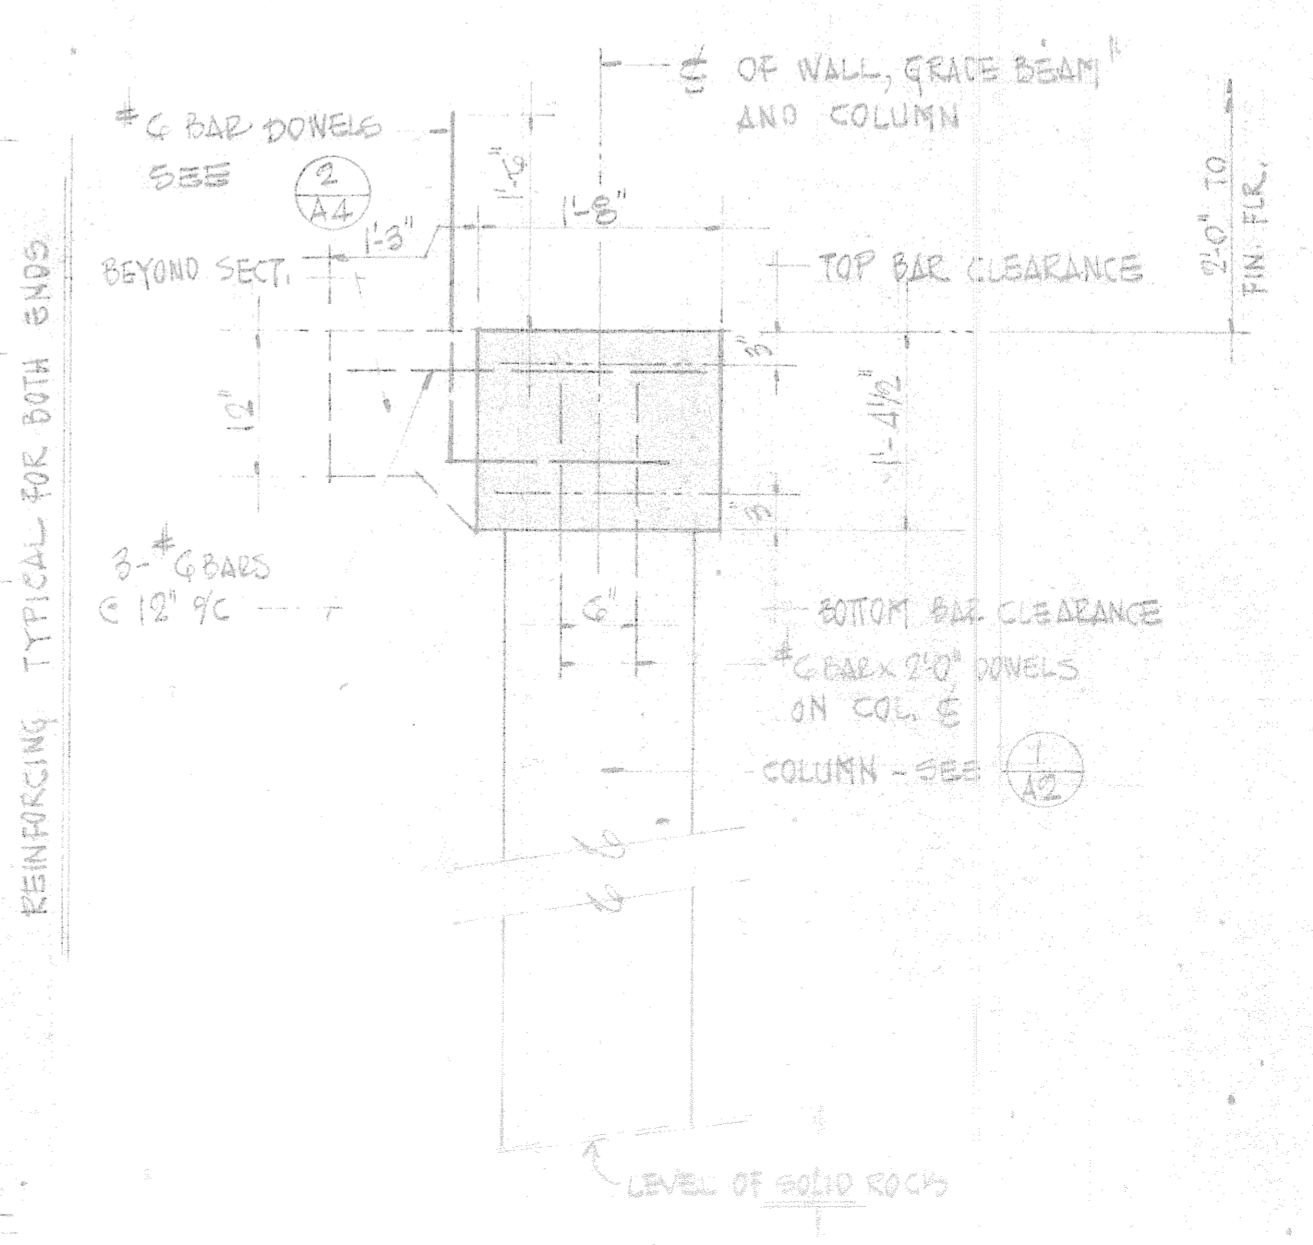 ℄ OF WALL, GRADE BEAM
AND COLUMN
#6 BAR DOWELS
SEE
2
A4
1'-6"
1'-8"
1'-3"
2'-0" TO
FIN. FLR.
BEYOND SECT.
TOP BAR CLEARANCE
3"
12"
1'-4½"
3"
3-#6 BARS
@ 12" o/c
6"
BOTTOM BAR CLEARANCE
#6 BAR x 2'-0" DOWELS
ON COL. ℄
COLUMN - SEE
1
A2
REINFORCING TYPICAL FOR BOTH ENDS
LEVEL OF SOLID ROCK